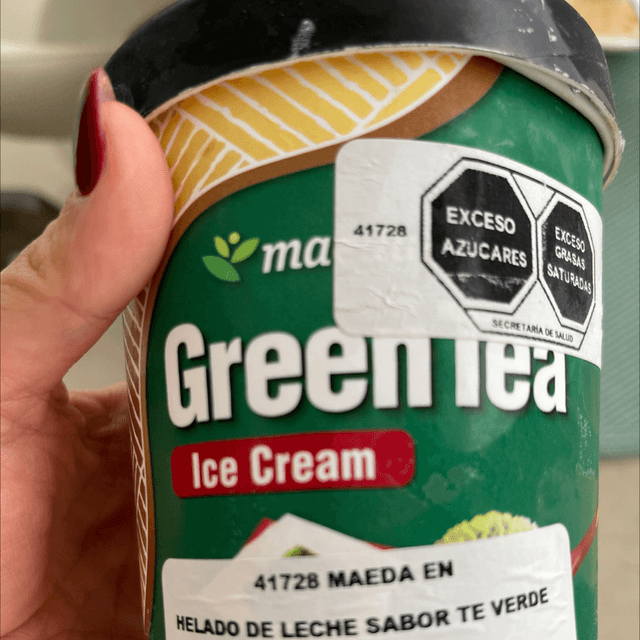 EXCESO
AZÚCARES
EXCESO
GRASAS
SATURADAS
41728
SECRETARÍA DE SALUD
ma
Green Tea
Ice Cream
41728 MAEDA EN
HELADO DE LECHE SABOR TE VERDE